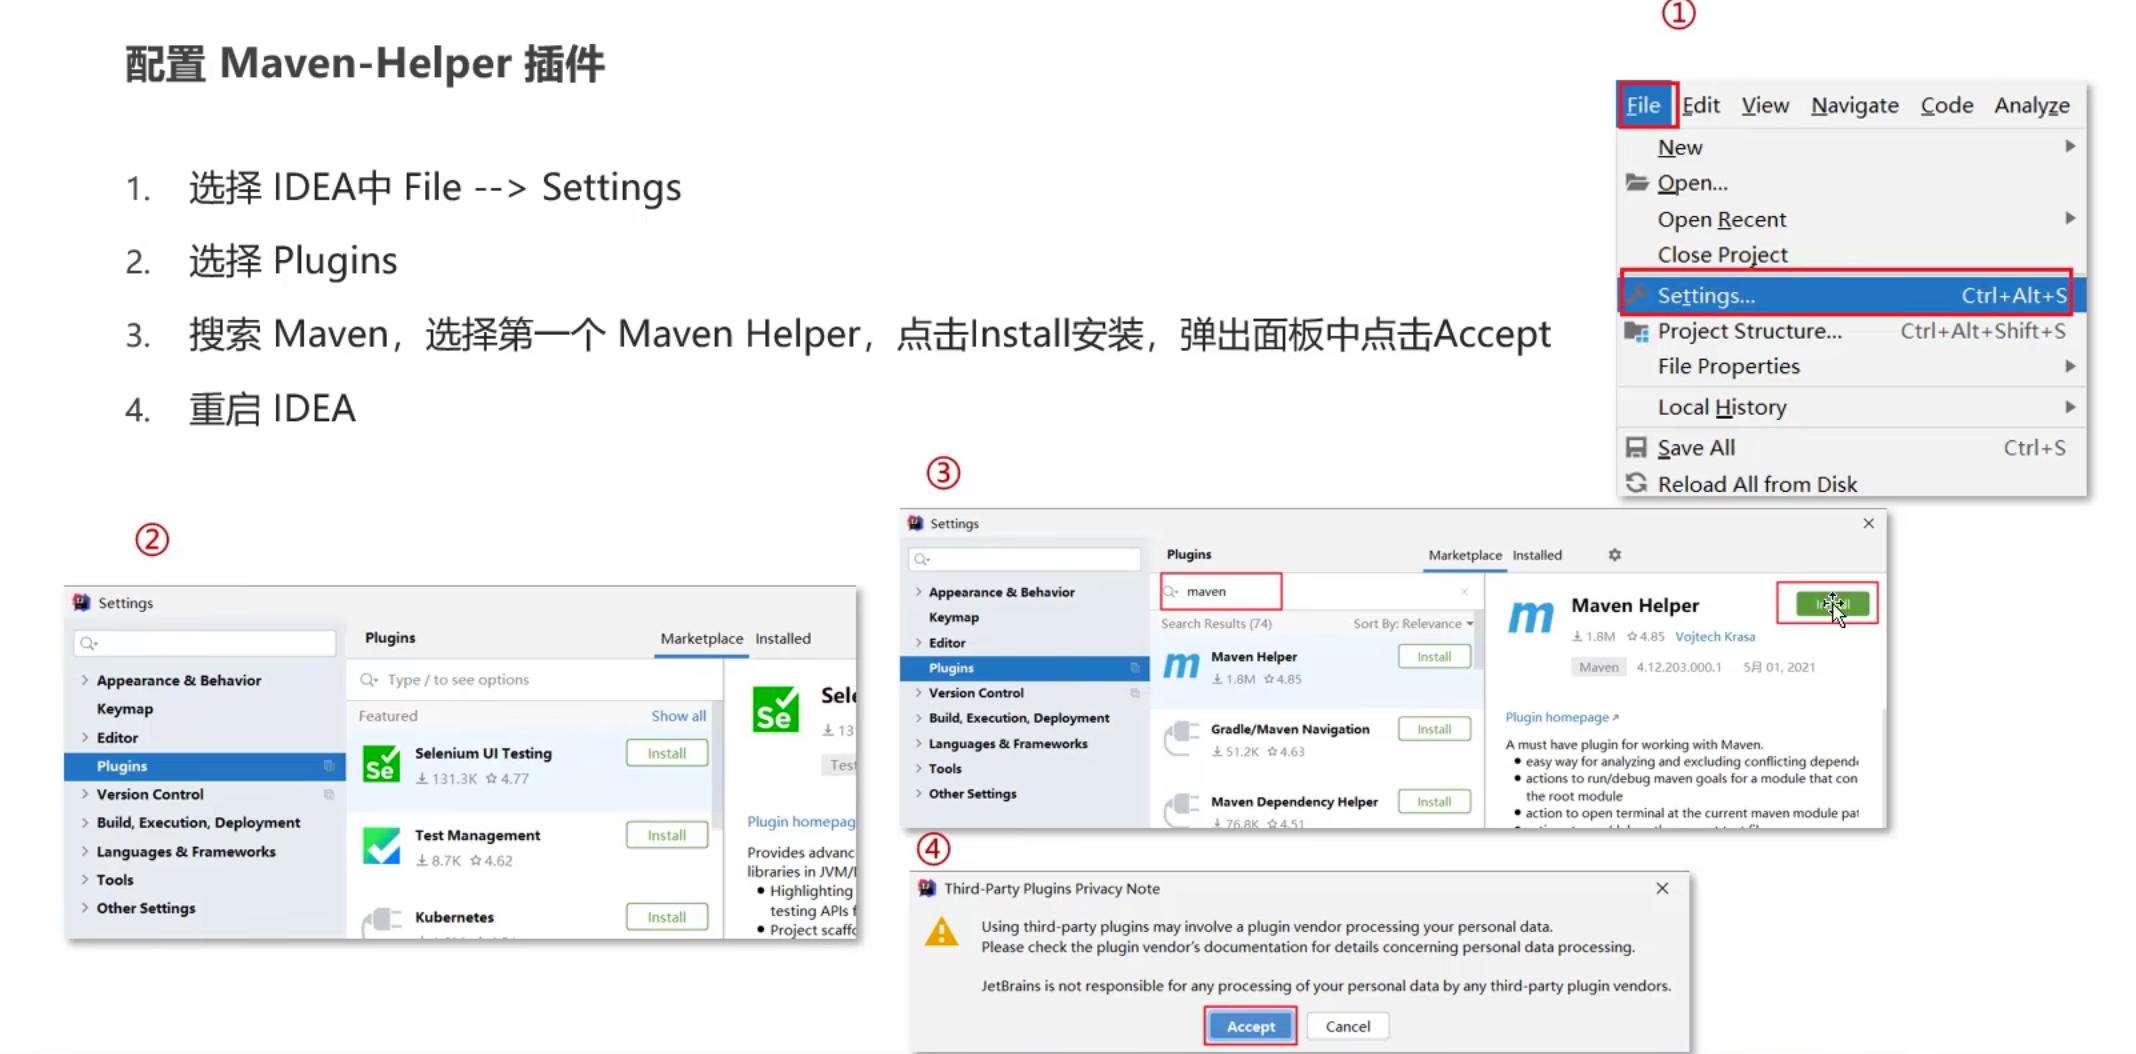 配置 Maven-Helper 插件
1. 选择 IDEA中 File --> Settings
2. 选择 Plugins
3. 搜索 Maven，选择第一个 Maven Helper，点击Install安装，弹出面板中点击Accept
4. 重启 IDEA
①
File Edit View Navigate Code Analyze
New
Open...
Open Recent
Close Project
Settings... Ctrl+Alt+S
Project Structure... Ctrl+Alt+Shift+S
File Properties
Local History
Save All Ctrl+S
Reload All from Disk
②
Settings
Plugins Marketplace Installed
Appearance & Behavior
Keymap
Editor
Plugins
Version Control
Build, Execution, Deployment
Languages & Frameworks
Tools
Other Settings
Type / to see options
Featured Show all
Selenium UI Testing Install
131.3K 4.77
Test Management Install
8.7K 4.62
Kubernetes Install
Se
Se
Sele
13
Test
Plugin homepag
Provides advanc
libraries in JVM/
• Highlighting
testing APIs f
• Project scaffo
③
Settings
Plugins Marketplace Installed
Appearance & Behavior
Keymap
Editor
Plugins
Version Control
Build, Execution, Deployment
Languages & Frameworks
Tools
Other Settings
maven
Search Results (74) Sort By: Relevance
Maven Helper Install
1.8M 4.85
Gradle/Maven Navigation Install
51.2K 4.63
Maven Dependency Helper Install
76.8K 4.51
Maven Helper
1.8M 4.85 Vojtech Krasa
Maven 4.12.203.000.1 5月 01, 2021
Plugin homepage
A must have plugin for working with Maven.
• easy way for analyzing and excluding conflicting depende
• actions to run/debug maven goals for a module that con
the root module
• action to open terminal at the current maven module pat
④
Third-Party Plugins Privacy Note
Using third-party plugins may involve a plugin vendor processing your personal data.
Please check the plugin vendor's documentation for details concerning personal data processing.
JetBrains is not responsible for any processing of your personal data by any third-party plugin vendors.
Accept Cancel